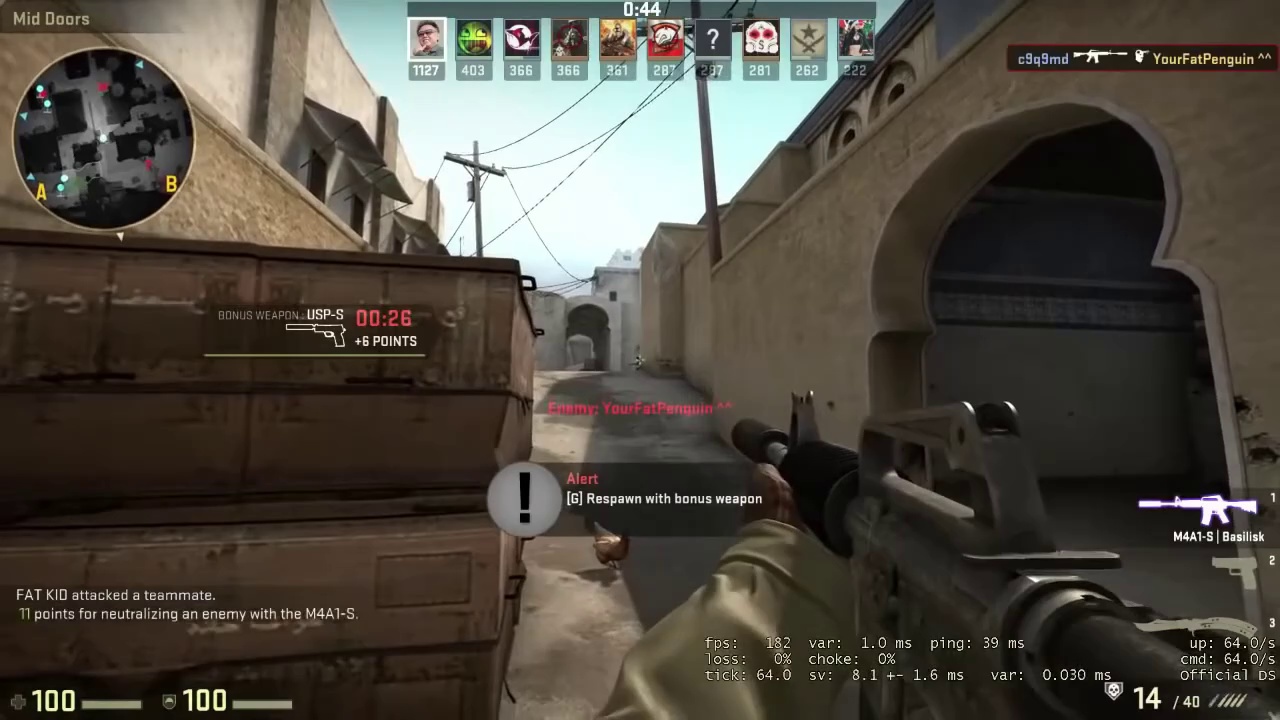 Mid Doors
0:44
?
1127 403 366 366 381 287 287 281 262 222
c9q9md YourFatPenguin ^^
A B
BONUS WEAPON: USP-S 00:26
+6 POINTS
Enemy: YourFatPenguin ^^
!
Alert
[G] Respawn with bonus weapon
1
M4A1-S | Basilisk
2
3
FAT KID attacked a teammate.
11 points for neutralizing an enemy with the M4A1-S.
fps: 182 var: 1.0 ms ping: 39 ms up: 64.0/s
loss: 0% choke: 0% cmd: 64.0/s
tick: 64.0 sv: 8.1 +- 1.6 ms var: 0.030 ms Official DS
100 100 14 / 40